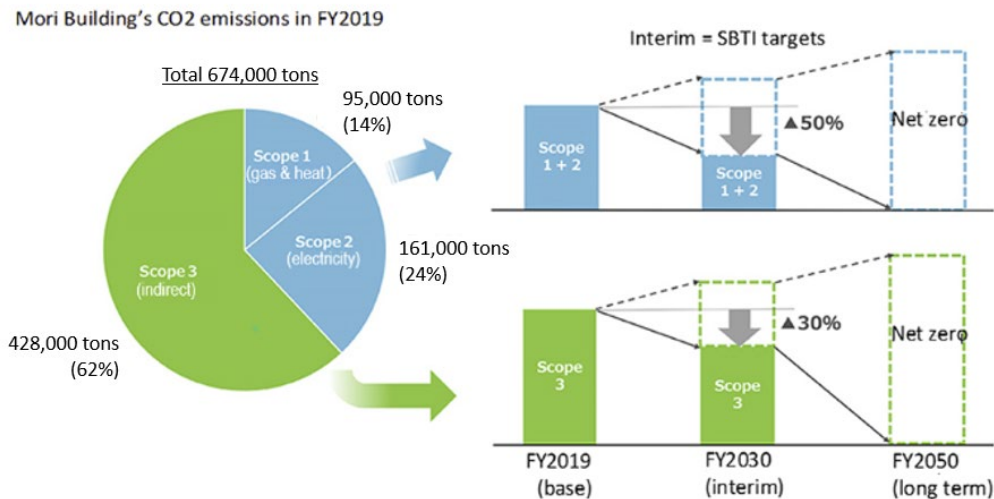 Mori Building's CO2 emissions in FY2019
Total 674,000 tons
95,000 tons
(14%)
Scope 1
(gas & heat)
Scope 2
(electricity)
161,000 tons
(24%)
Scope 3
(indirect)
428,000 tons
(62%)
Interim = SBTI targets
Scope
1 + 2
▲50%
Scope
1 + 2
Net zero
Scope
3
▲30%
Scope
3
Net zero
FY2019
(base)
FY2030
(interim)
FY2050
(long term)